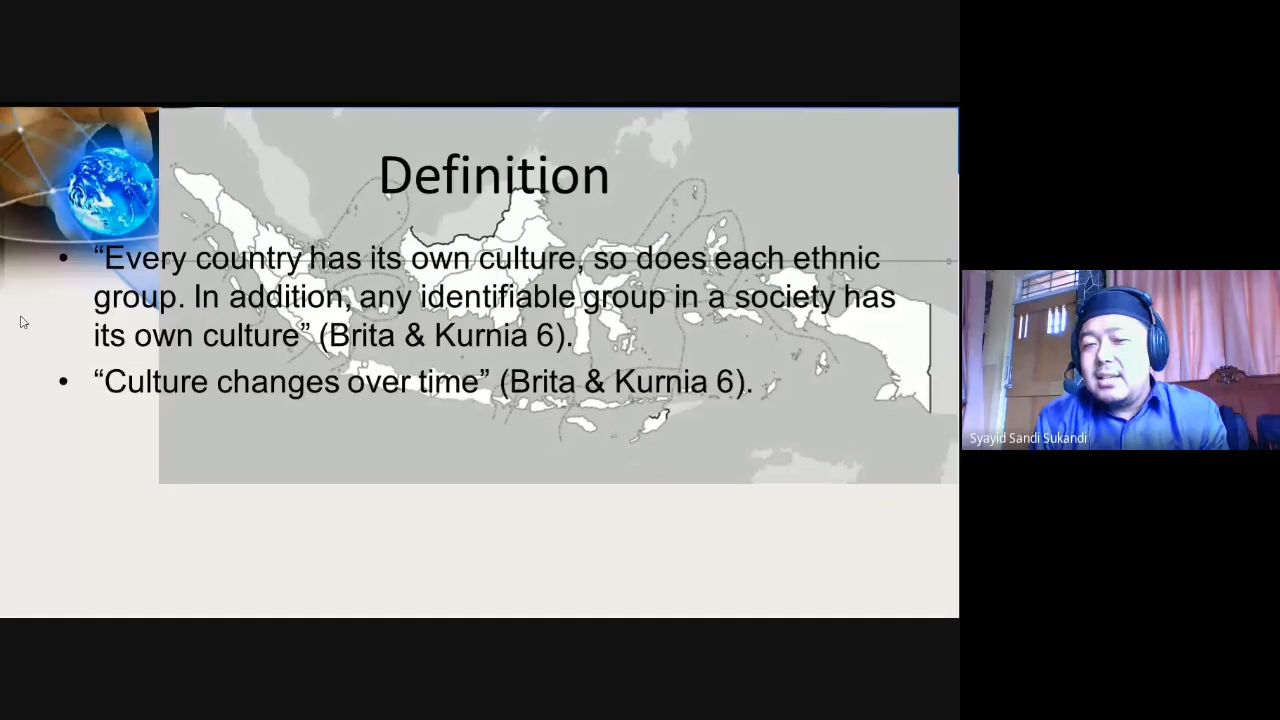 Definition
• “Every country has its own culture, so does each ethnic
group. In addition, any identifiable group in a society has
its own culture” (Brita & Kurnia 6).
• “Culture changes over time” (Brita & Kurnia 6).
Syayid Sandi Sukandi